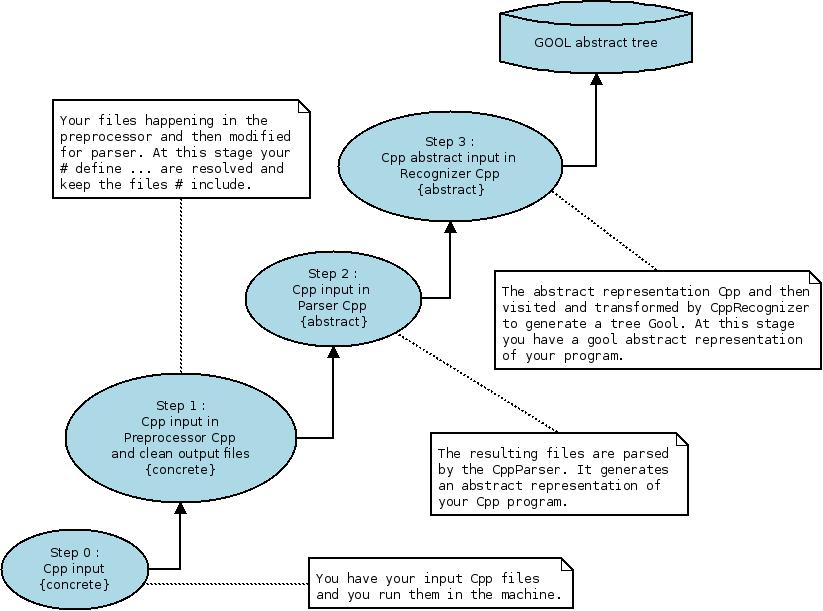 GOOL abstract tree
Your files happening in the
preprocessor and then modified
for parser. At this stage your
# define ... are resolved and
keep the files # include.
Step 3 :
Cpp abstract input in
Recognizer Cpp
{abstract}
Step 2 :
Cpp input in
Parser Cpp
{abstract}
The abstract representation Cpp and then
visited and transformed by CppRecognizer
to generate a tree Gool. At this stage
you have a gool abstract representation
of your program.
Step 1 :
Cpp input in
Preprocessor Cpp
and clean output files
{concrete}
The resulting files are parsed
by the CppParser. It generates
an abstract representation of
your Cpp program.
Step 0 :
Cpp input
{concrete}
You have your input Cpp files
and you run them in the machine.